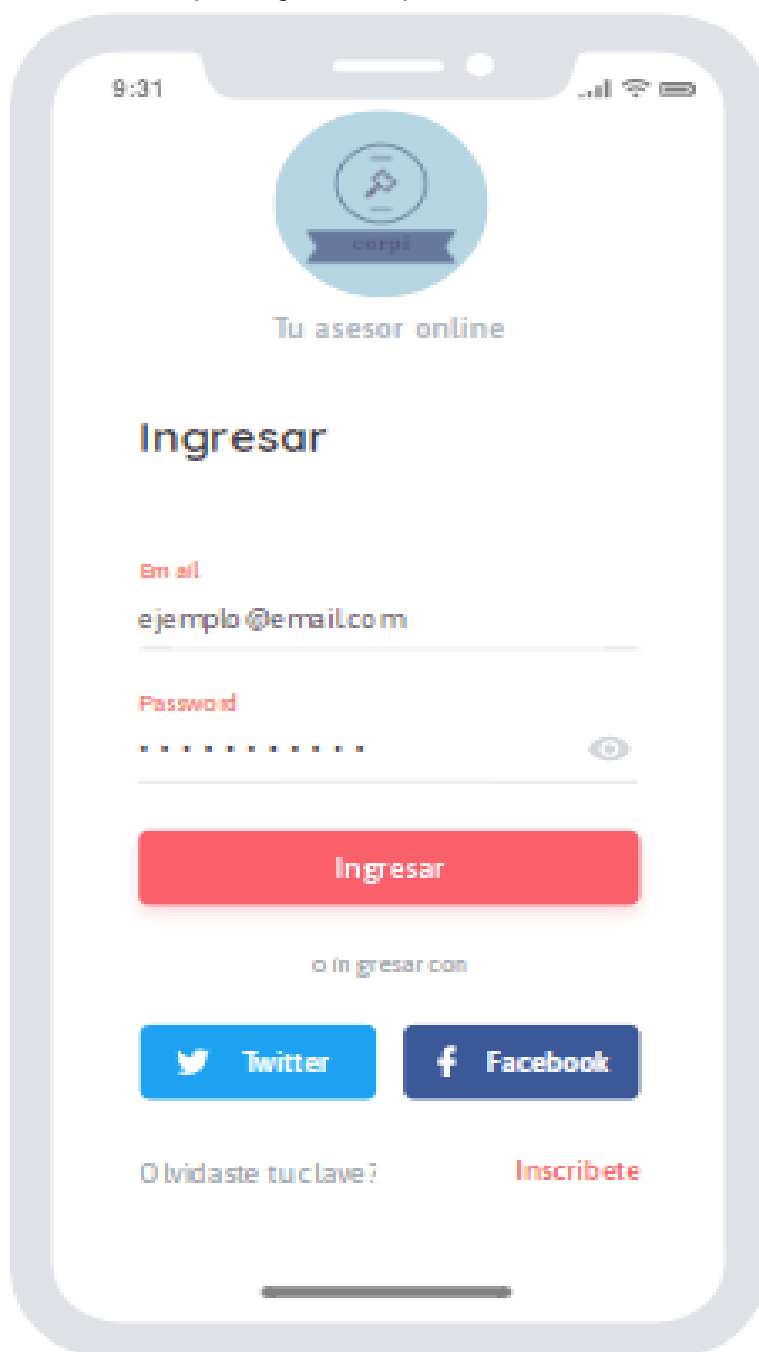 9:31
corpi
Tu asesor online
Ingresar
Email
ejemplo@email.com
Password
Ingresar
o ingresar con
Twitter
Facebook
Olvidaste tu clave?
Inscribete